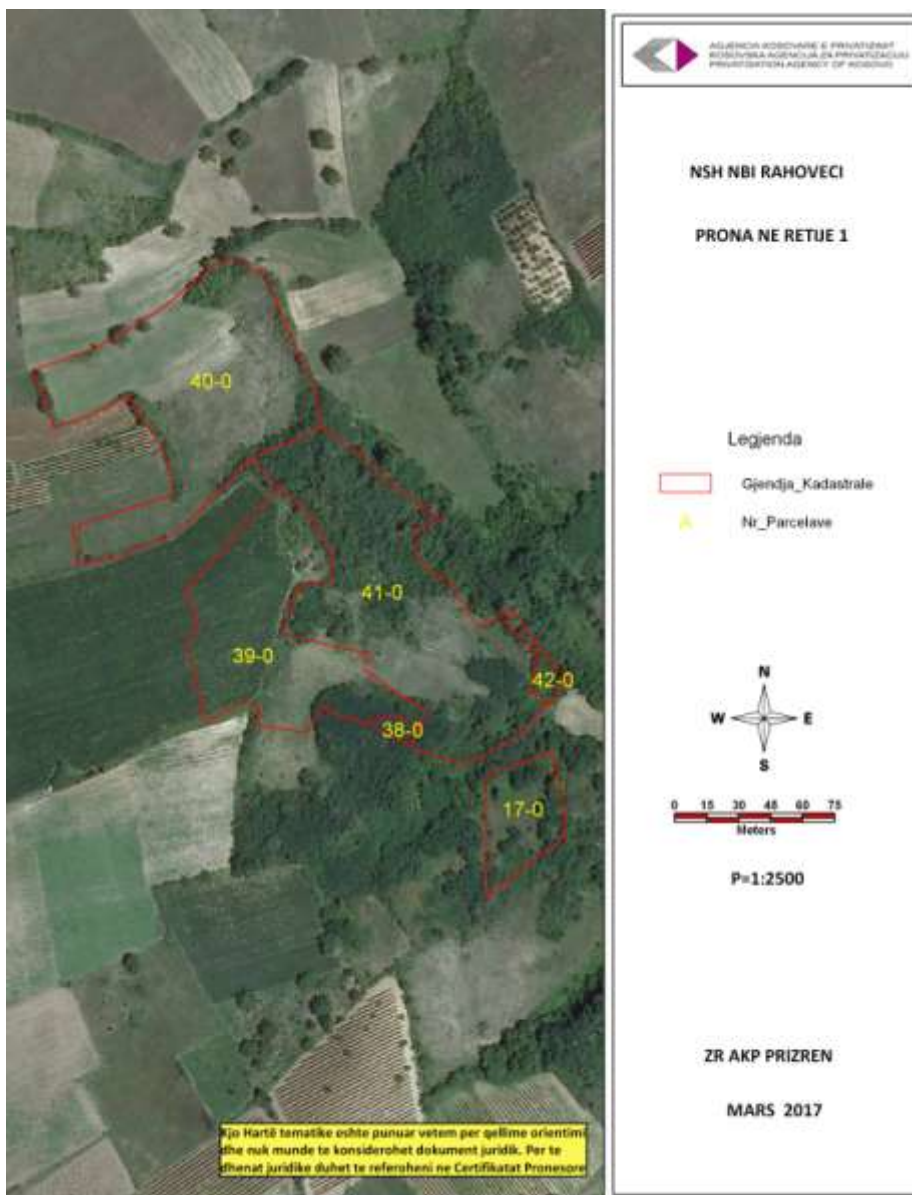 AGJENCIA KOSOVARE E PRIVATIZIMIT
KOSOVSKA AGENCIJA ZA PRIVATIZACIJU
PRIVATISATION AGENCY OF KOSOVO
NSH NBI RAHOVECI
PRONA NE RETIJE 1
40-0
41-0
39-0
42-0
38-0
17-0
Legjenda
Gjendja_Kadastrale
A Nr_Parcelave
N
W E
S
0 15 30 45 60 75
Meters
P=1:2500
ZR AKP PRIZREN
MARS 2017
Kjo Hartë tematike eshte punuar vetem per qellime orientimi
dhe nuk munde te konsiderohet dokument juridik. Per te
dhenat juridike duhet te referoheni ne Certifikatat Pronesore